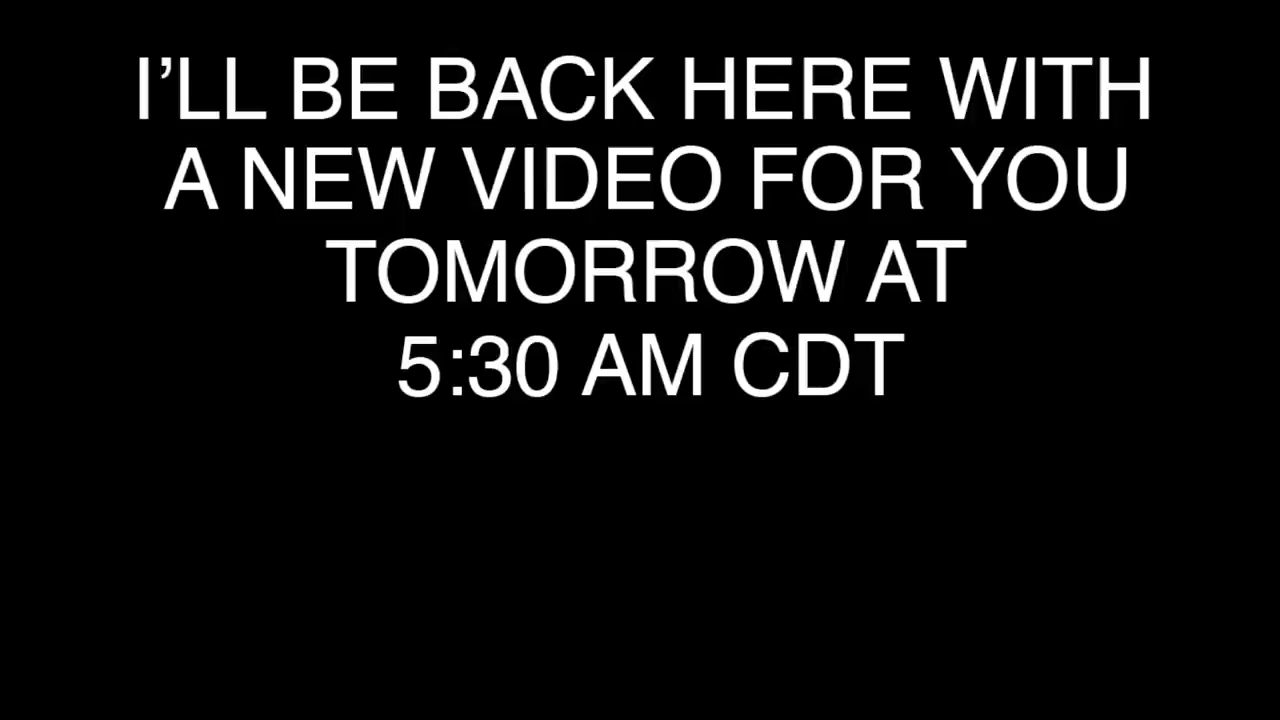 I’LL BE BACK HERE WITH
A NEW VIDEO FOR YOU
TOMORROW AT
5:30 AM CDT